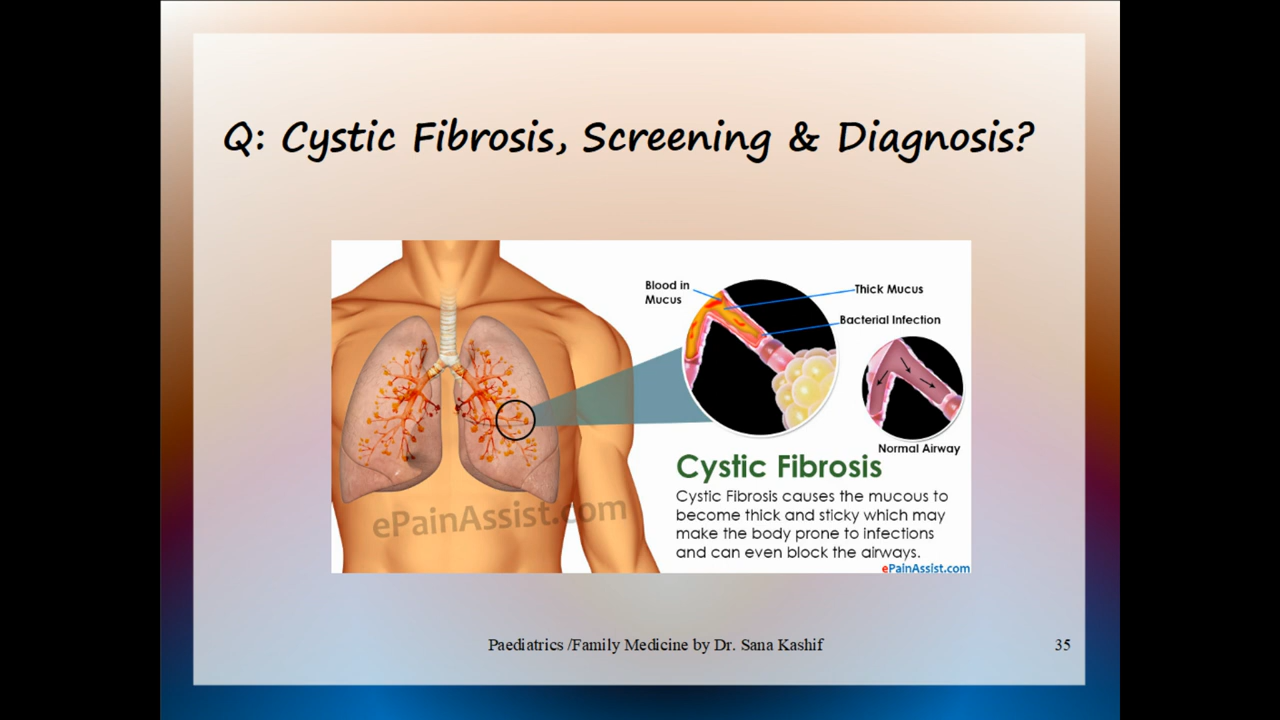 Q: Cystic Fibrosis, Screening & Diagnosis?
Blood in
Mucus
Thick Mucus
Bacterial Infection
Normal Airway
Cystic Fibrosis
Cystic Fibrosis causes the mucous to
become thick and sticky which may
make the body prone to infections
and can even block the airways.
ePainAssist.com
ePainAssist.com
Paediatrics /Family Medicine by Dr. Sana Kashif
35